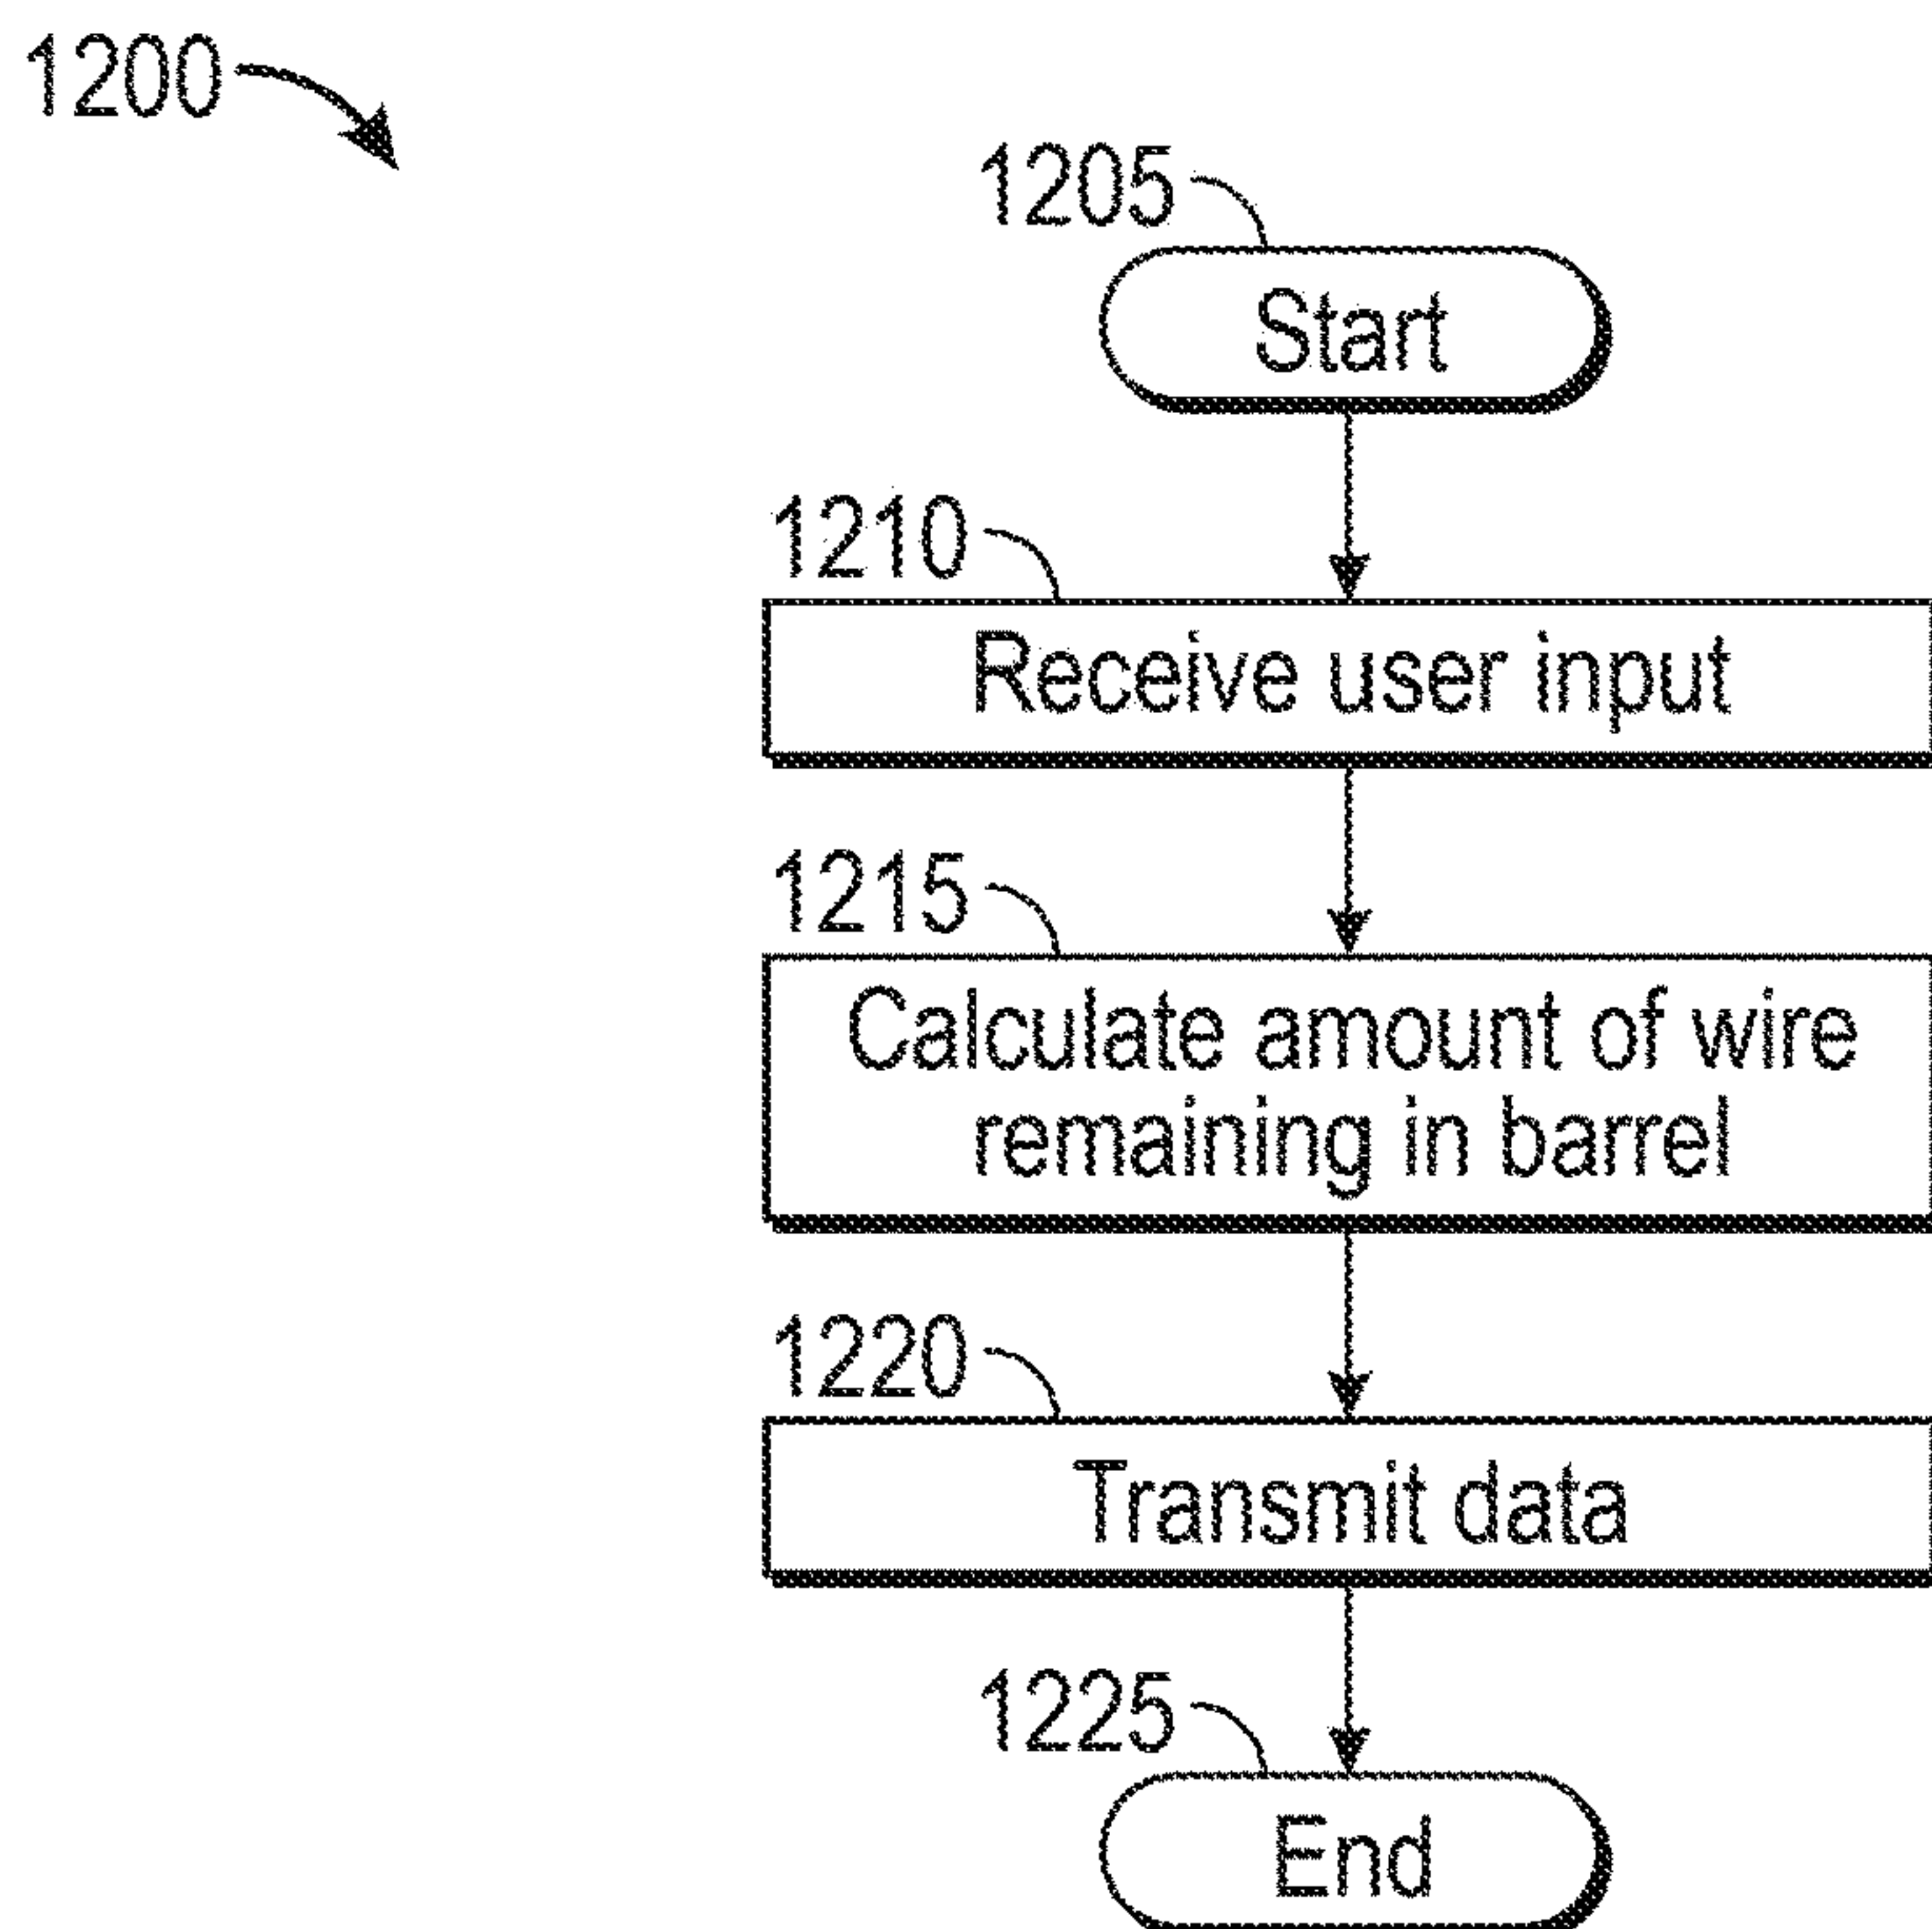 1200
1205
Start
1210
Receive user input
1215
Calculate amount of wire
remaining in barrel
1220
Transmit data
1225
End